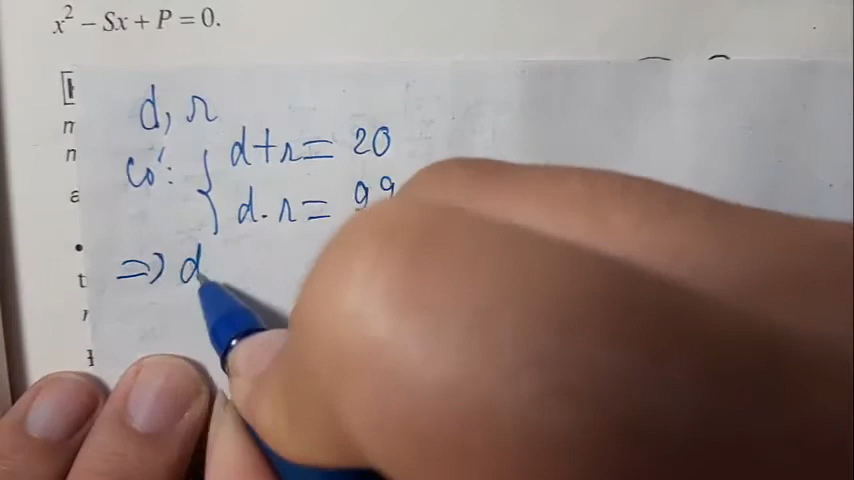 x² – Sx + P = 0.
d, r
Có: { d + r = 20
d . r = 99
=> d